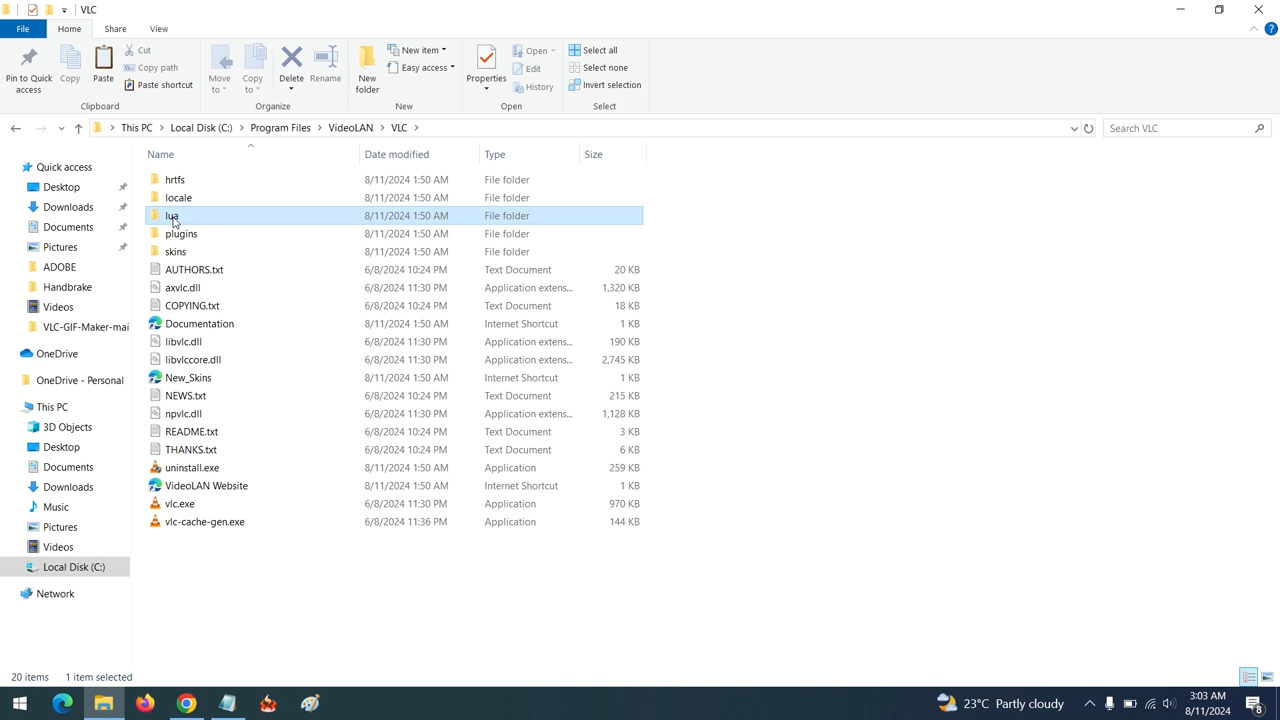 VLC
File Home Share View
Pin to Quick access
Copy
Paste
Cut
Copy path
Paste shortcut
Clipboard
Move to
Copy to
Delete
Rename
Organize
New folder
New item
Easy access
New
Properties
Open
Edit
History
Open
Select all
Select none
Invert selection
Select
This PC > Local Disk (C:) > Program Files > VideoLAN > VLC >
Search VLC
Name Date modified Type Size
hrtfs 8/11/2024 1:50 AM File folder
locale 8/11/2024 1:50 AM File folder
lua 8/11/2024 1:50 AM File folder
plugins 8/11/2024 1:50 AM File folder
skins 8/11/2024 1:50 AM File folder
AUTHORS.txt 6/8/2024 10:24 PM Text Document 20 KB
axvlc.dll 6/8/2024 11:30 PM Application extens... 1,320 KB
COPYING.txt 6/8/2024 10:24 PM Text Document 18 KB
Documentation 8/11/2024 1:50 AM Internet Shortcut 1 KB
libvlc.dll 6/8/2024 11:30 PM Application extens... 190 KB
libvlccore.dll 6/8/2024 11:30 PM Application extens... 2,745 KB
New_Skins 8/11/2024 1:50 AM Internet Shortcut 1 KB
NEWS.txt 6/8/2024 10:24 PM Text Document 215 KB
npvlc.dll 6/8/2024 11:30 PM Application extens... 1,128 KB
README.txt 6/8/2024 10:24 PM Text Document 3 KB
THANKS.txt 6/8/2024 10:24 PM Text Document 6 KB
uninstall.exe 8/11/2024 1:50 AM Application 259 KB
VideoLAN Website 8/11/2024 1:50 AM Internet Shortcut 1 KB
vlc.exe 6/8/2024 11:30 PM Application 970 KB
vlc-cache-gen.exe 6/8/2024 11:36 PM Application 144 KB
Quick access
Desktop
Downloads
Documents
Pictures
ADOBE
Handbrake
Videos
VLC-GIF-Maker-mai
OneDrive
OneDrive - Personal
This PC
3D Objects
Desktop
Documents
Downloads
Music
Pictures
Videos
Local Disk (C:)
Network
20 items 1 item selected
23°C Partly cloudy
3:03 AM
8/11/2024
8